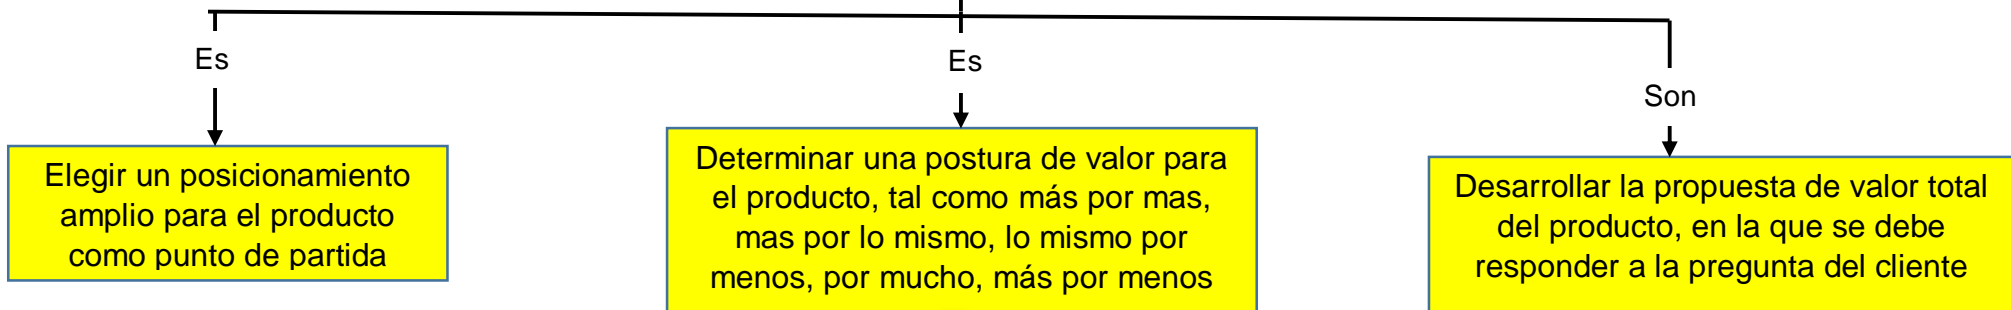 Es
Elegir un posicionamiento
amplio para el producto
como punto de partida
Es
Determinar una postura de valor para
el producto, tal como más por mas,
mas por lo mismo, lo mismo por
menos, por mucho, más por menos
Son
Desarrollar la propuesta de valor total
del producto, en la que se debe
responder a la pregunta del cliente